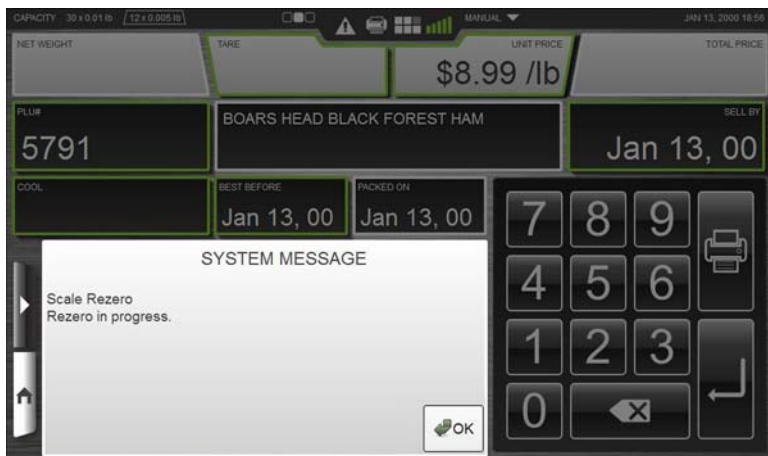 CAPACITY 30 x 0.01 lb 12 x 0.005 lb
MANUAL
JAN 13, 2000 18:56
NET WEIGHT
TARE
UNIT PRICE
$8.99 /lb
TOTAL PRICE
PLU#
5791
BOARS HEAD BLACK FOREST HAM
SELL BY
Jan 13, 00
COOL
BEST BEFORE
Jan 13, 00
PACKED ON
Jan 13, 00
7 8 9
SYSTEM MESSAGE
Scale Rezero
Rezero in progress.
4 5 6
1 2 3
0
OK